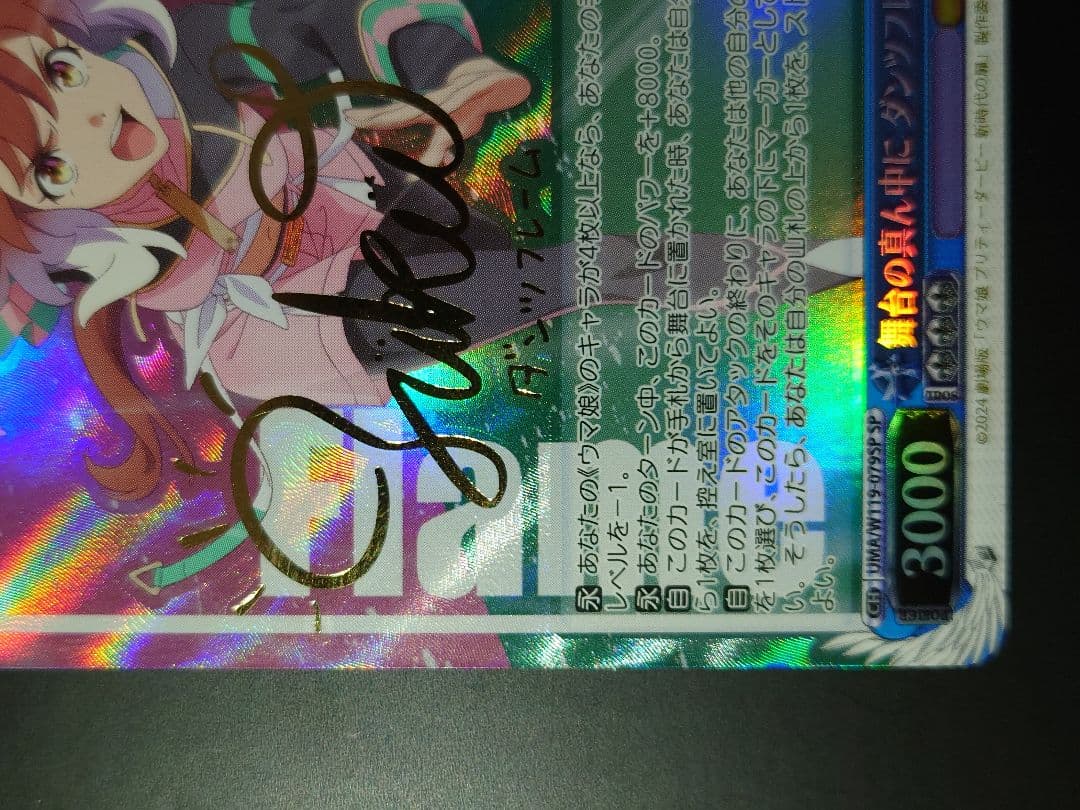 ダンツフレーム
永 あなたの《ウマ娘》のキャラが4枚以上なら、あなたの手
レベルを－1。
永 あなたのターン中、このカードのパワーを＋8000。
自 このカードが手札から舞台に置かれた時、あなたは自
ら1枚を、控え室に置いてよい。
自 このカードのアタックの終わりに、あなたは他の自分の
を1枚選び、このカードをそのキャラの下にマーカーとして
い。そうしたら、あなたは自分の山札の上から1枚を、スト
よい。
CH UMA/W119-079SP SP
舞台の真ん中に ダンツフレ
3000
POWER
©2024 劇場版「ウマ娘 プリティーダービー 新時代の扉」製作委